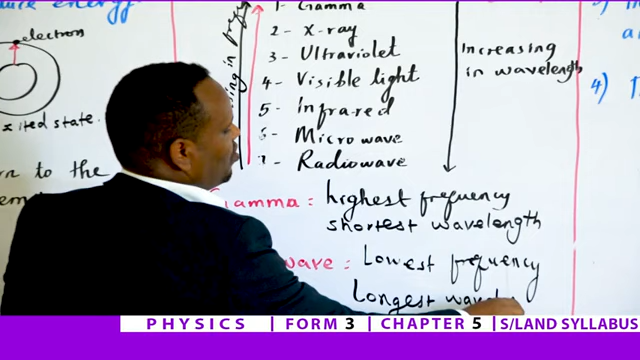 energy
electron
1- Gamma
2- x-ray
3- Ultraviolet
4- Visible light
5- Infrared
6- Microwave
7- Radiowave
Increasing
in wavelength
4)
xited state.
to the
Gamma = highest frequency
shortest wavelength
wave = Lowest frequency
Longest
PHYSICS | FORM 3 | CHAPTER 5 | S/LAND SYLLABUS